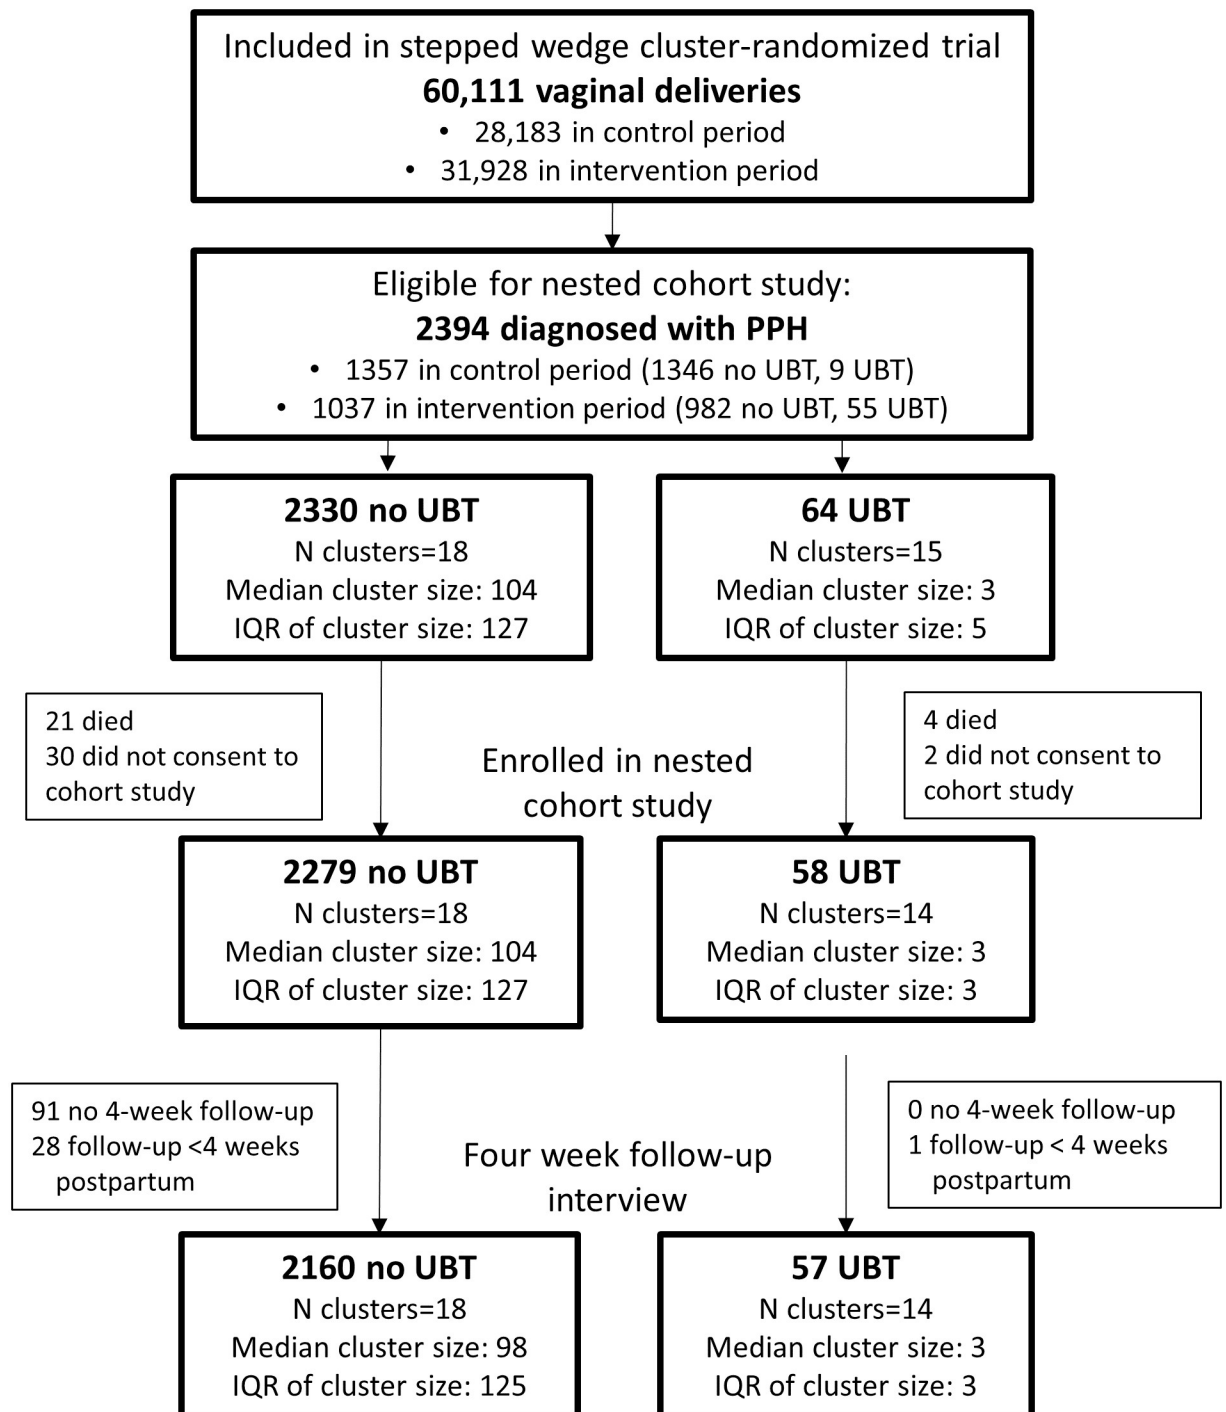 Included in stepped wedge cluster-randomized trial
60,111 vaginal deliveries
• 28,183 in control period
• 31,928 in intervention period
Eligible for nested cohort study:
2394 diagnosed with PPH
• 1357 in control period (1346 no UBT, 9 UBT)
• 1037 in intervention period (982 no UBT, 55 UBT)
2330 no UBT
N clusters=18
Median cluster size: 104
IQR of cluster size: 127
64 UBT
N clusters=15
Median cluster size: 3
IQR of cluster size: 5
21 died
30 did not consent to
cohort study
Enrolled in nested
cohort study
4 died
2 did not consent to
cohort study
2279 no UBT
N clusters=18
Median cluster size: 104
IQR of cluster size: 127
58 UBT
N clusters=14
Median cluster size: 3
IQR of cluster size: 3
91 no 4-week follow-up
28 follow-up <4 weeks
postpartum
Four week follow-up
interview
0 no 4-week follow-up
1 follow-up < 4 weeks
postpartum
2160 no UBT
N clusters=18
Median cluster size: 98
IQR of cluster size: 125
57 UBT
N clusters=14
Median cluster size: 3
IQR of cluster size: 3